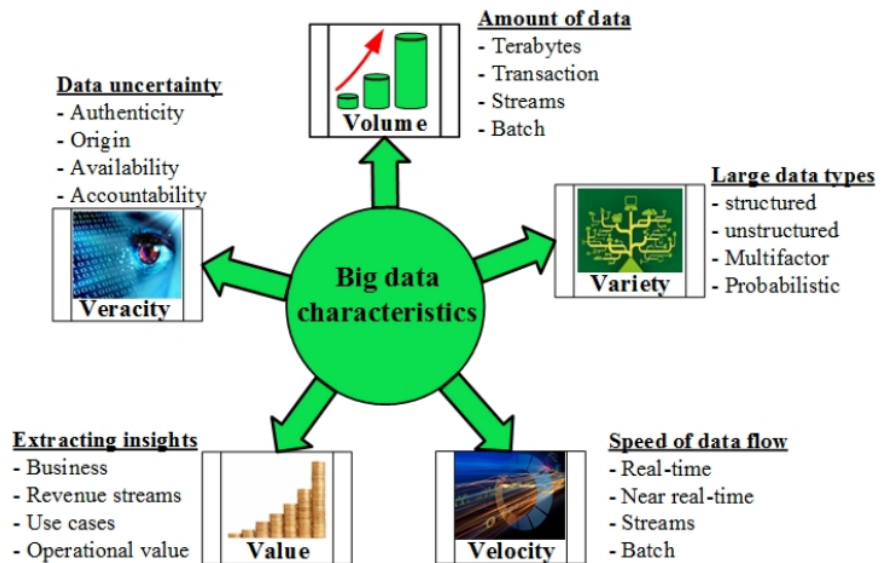 Amount of data
- Terabytes
- Transaction
- Streams
- Batch
Volume
Data uncertainty
- Authenticity
- Origin
- Availability
- Accountability
Veracity
Large data types
- structured
- unstructured
- Multifactor
- Probabilistic
Variety
Big data
characteristics
Extracting insights
- Business
- Revenue streams
- Use cases
- Operational value
Value
Speed of data flow
- Real-time
- Near real-time
- Streams
- Batch
Velocity